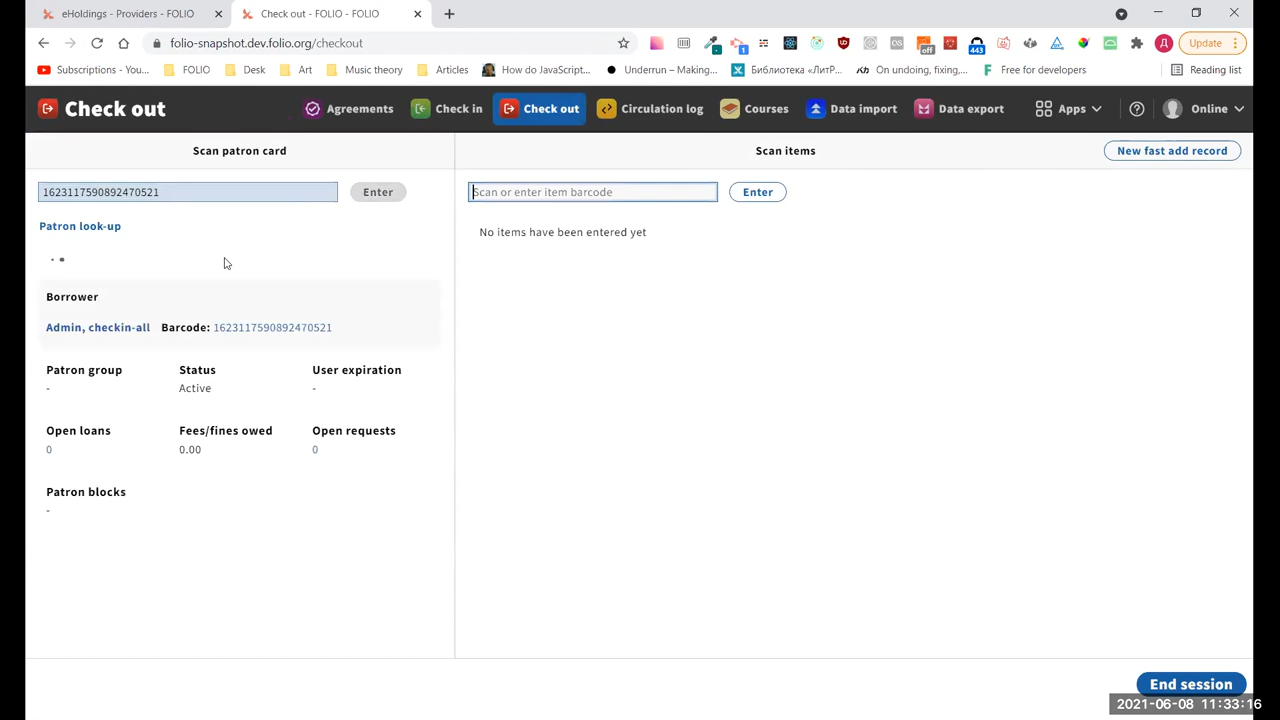 eHoldings - Providers - FOLIO
Check out - FOLIO - FOLIO
folio-snapshot.dev.folio.org/checkout
off
1
443
Д
Update
Subscriptions - You...
FOLIO
Desk
Art
Music theory
Articles
How do JavaScript...
Underrun – Making...
Библиотека «ЛитР...
Kh
On undoing, fixing,...
Free for developers
Reading list
Check out
Agreements
Check in
Check out
Circulation log
Courses
Data import
Data export
Apps
Online
Scan patron card
Scan items
New fast add record
1623117590892470521
Enter
Scan or enter item barcode
Enter
Patron look-up
No items have been entered yet
Borrower
Admin, checkin-all Barcode: 1623117590892470521
Patron group
Status
User expiration
-
Active
-
Open loans
Fees/fines owed
Open requests
0
0.00
0
Patron blocks
-
End session
2021-06-08 11:33:16